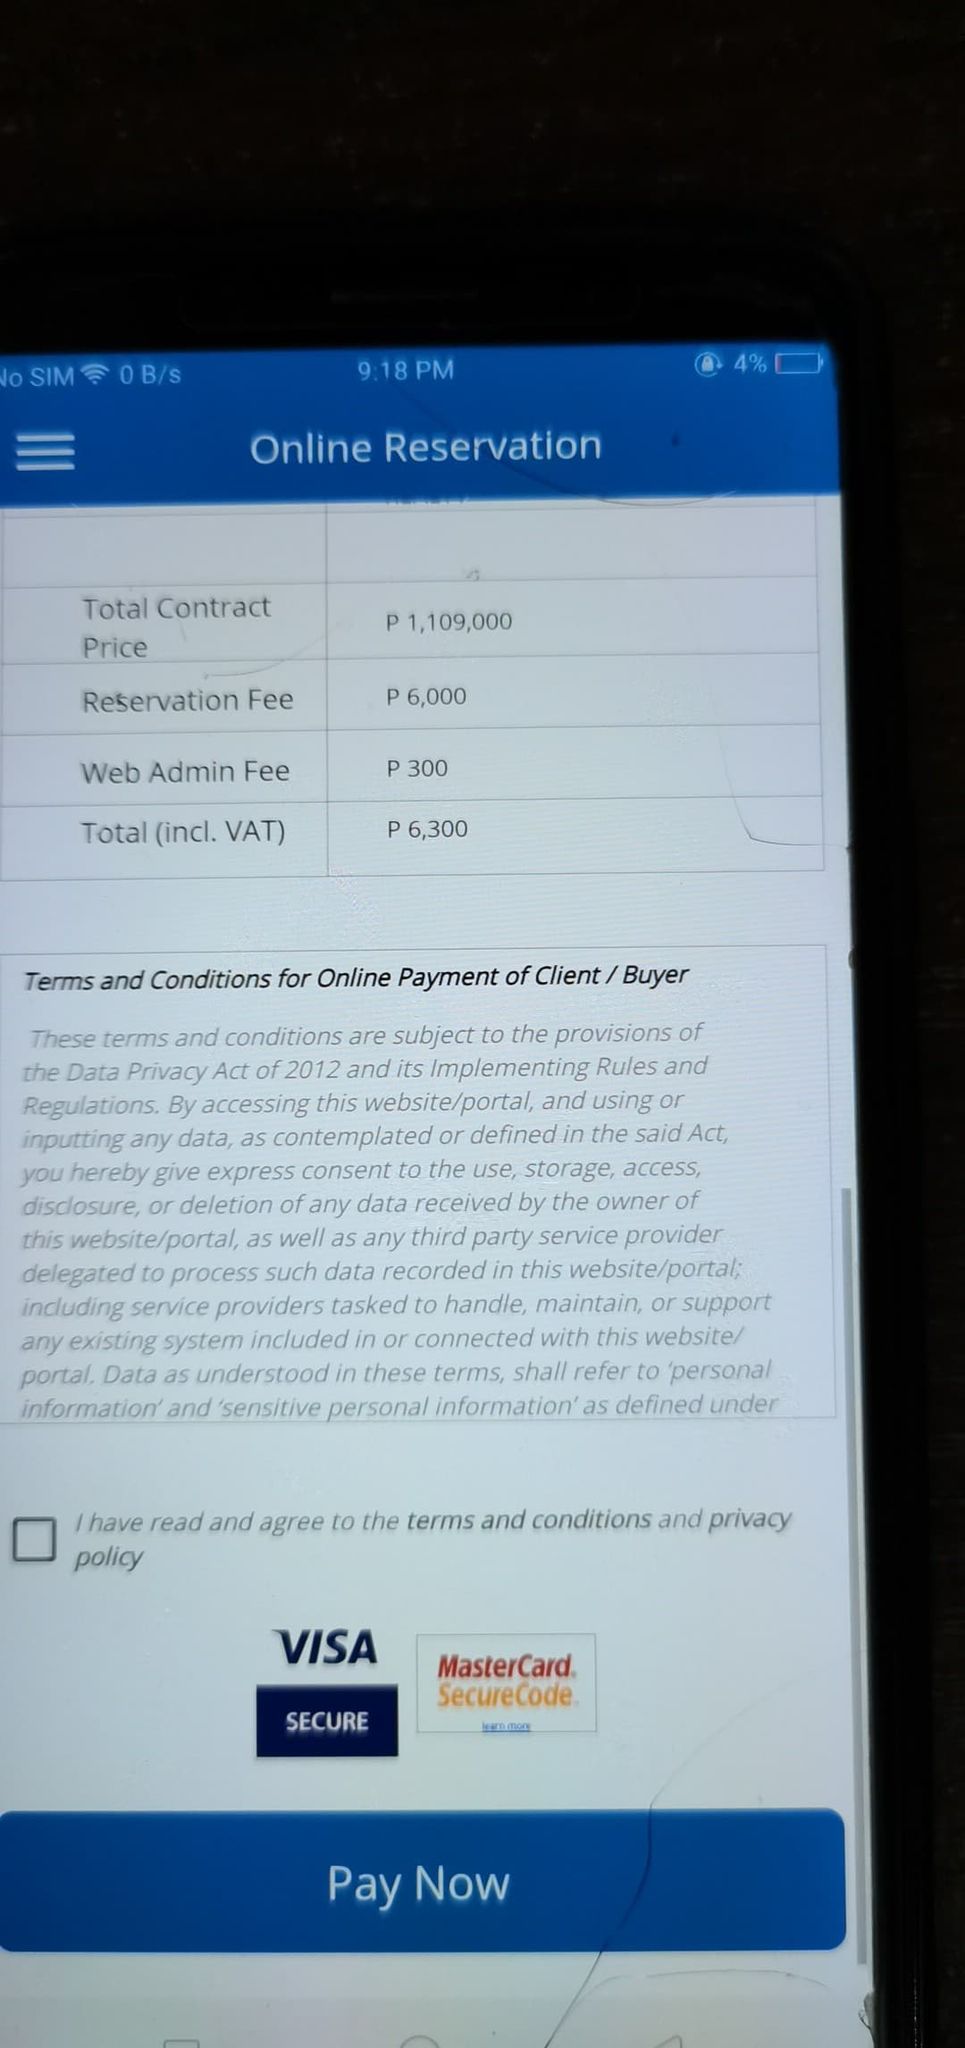 No SIM 0 B/s 9:18 PM 4%
Online Reservation
Total Contract
Price
P 1,109,000
Reservation Fee P 6,000
Web Admin Fee P 300
Total (incl. VAT) P 6,300
Terms and Conditions for Online Payment of Client / Buyer
These terms and conditions are subject to the provisions of
the Data Privacy Act of 2012 and its Implementing Rules and
Regulations. By accessing this website/portal, and using or
inputting any data, as contemplated or defined in the said Act,
you hereby give express consent to the use, storage, access,
disclosure, or deletion of any data received by the owner of
this website/portal, as well as any third party service provider
delegated to process such data recorded in this website/portal;
including service providers tasked to handle, maintain, or support
any existing system included in or connected with this website/
portal. Data as understood in these terms, shall refer to 'personal
information' and 'sensitive personal information' as defined under
I have read and agree to the terms and conditions and privacy
policy
VISA
SECURE
MasterCard.
SecureCode.
learn more
Pay Now